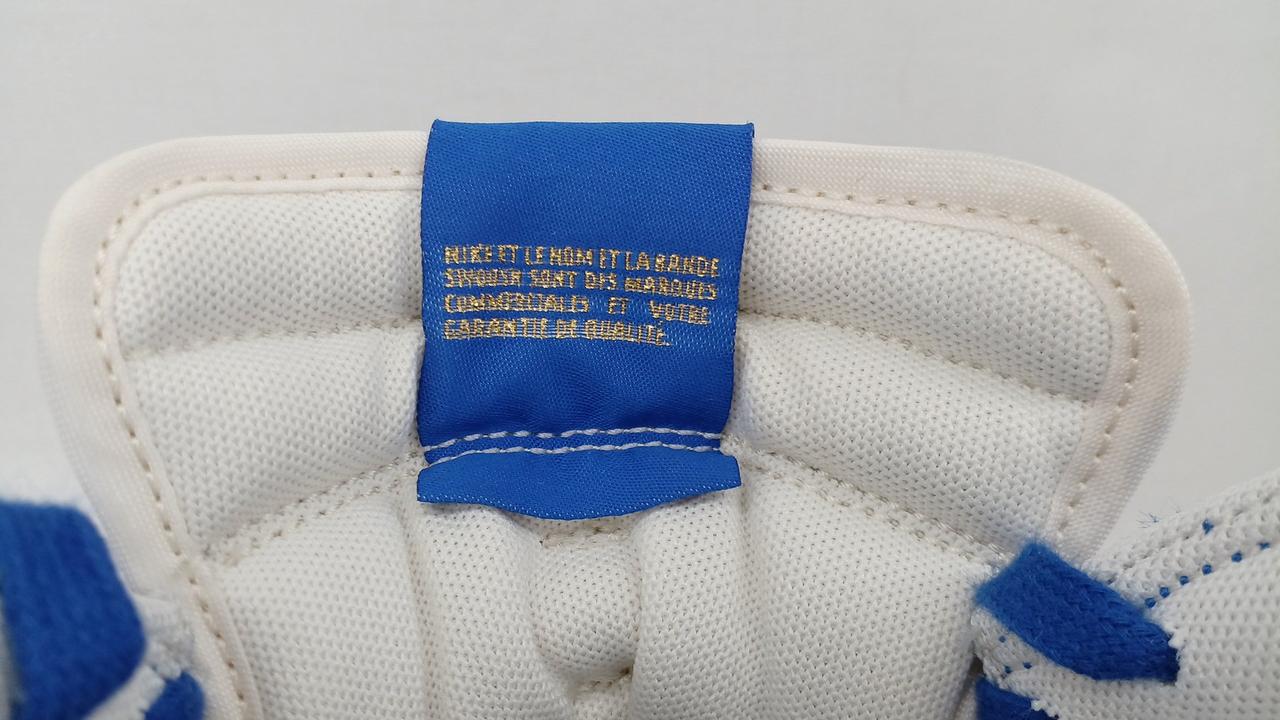 NIKE ET LE NOM ET LA BANDE
SWOOSH SONT DES MARQUES
COMMERCIALES ET VOTRE
GARANTIE DE QUALITÉ.